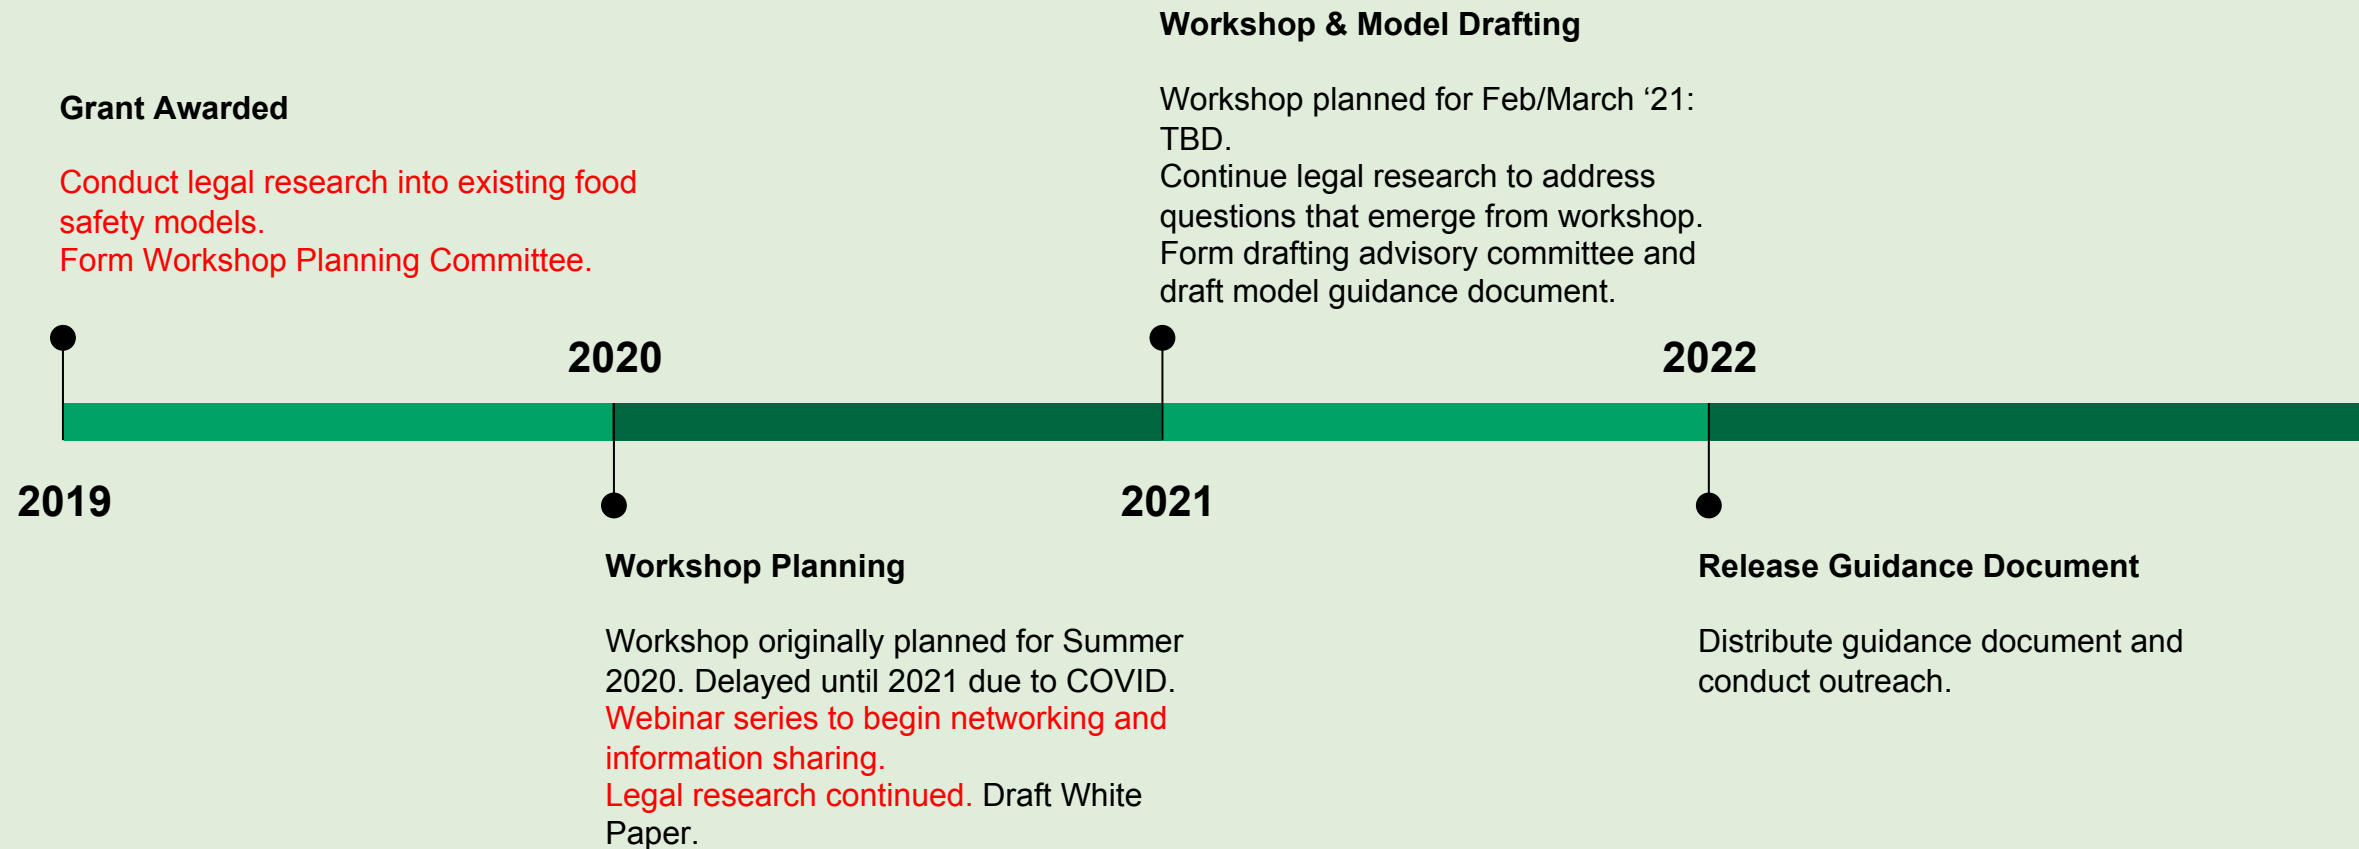 Grant Awarded
Conduct legal research into existing food
safety models.
Form Workshop Planning Committee.
2019
2020
Workshop Planning
Workshop originally planned for Summer
2020. Delayed until 2021 due to COVID.
Webinar series to begin networking and
information sharing.
Legal research continued. Draft White
Paper.
Workshop & Model Drafting
Workshop planned for Feb/March ‘21:
TBD.
Continue legal research to address
questions that emerge from workshop.
Form drafting advisory committee and
draft model guidance document.
2021
2022
Release Guidance Document
Distribute guidance document and
conduct outreach.